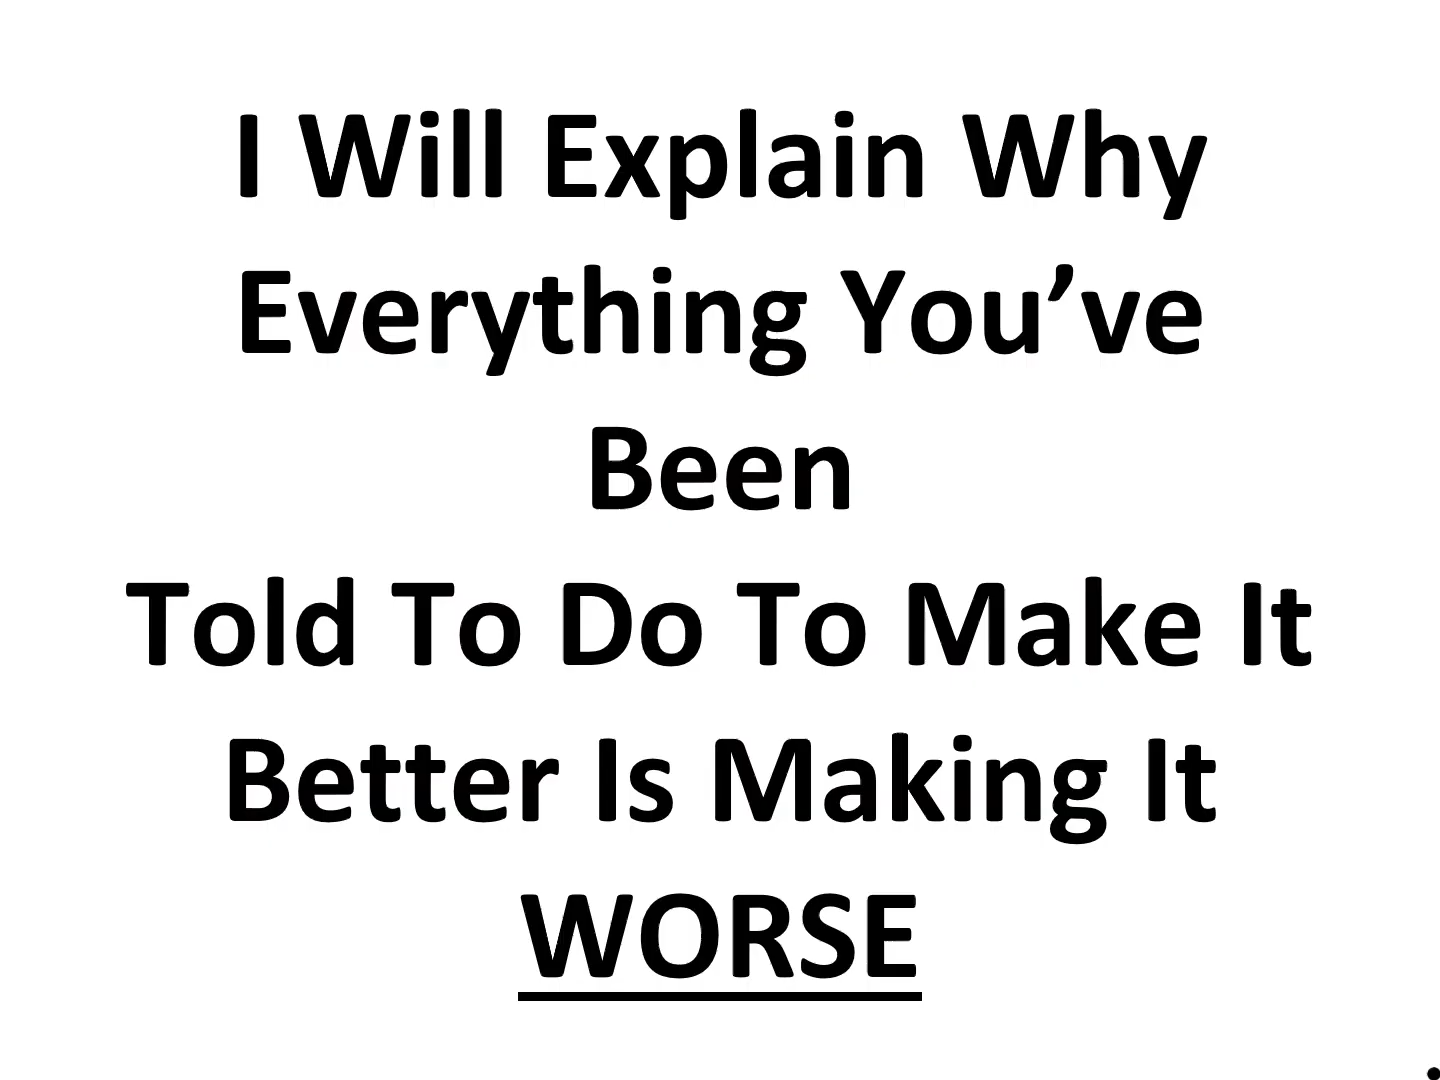 I Will Explain Why
Everything You’ve
Been
Told To Do To Make It
Better Is Making It
WORSE
.